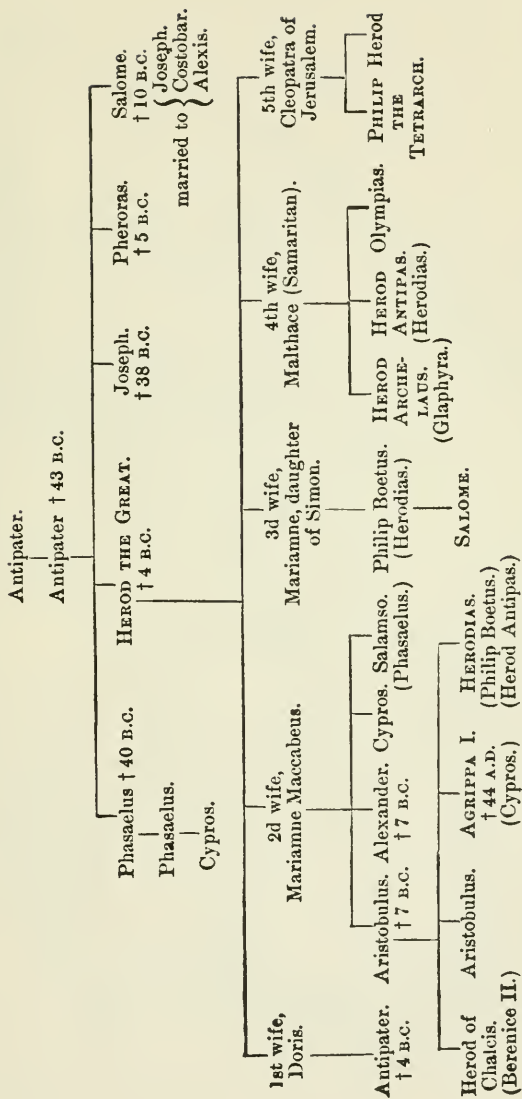 Antipater.
Antipater † 43 B.C.
Phasaelus † 40 B.C.
Phasaelus.
Cypros.
HEROD THE GREAT.
† 4 B.C.
Joseph.
† 38 B.C.
Pheroras.
† 5 B.C.
Salome.
† 10 B.C.
married to { Joseph. Costobar. Alexis.
1st wife,
Doris.
Antipater.
† 4 B.C.
2d wife,
Mariamne Maccabeus.
Aristobulus.
† 7 B.C.
Alexander.
† 7 B.C.
Cypros.
Salamso.
(Phasaelus.)
Herod of
Chalcis.
(Berenice II.)
Aristobulus.
AGRIPPA I.
† 44 A.D.
(Cypros.)
HERODIAS.
(Philip Boetus.)
(Herod Antipas.)
3d wife,
Mariamne, daughter
of Simon.
Philip Boetus.
(Herodias.)
SALOME.
4th wife,
Malthace (Samaritan).
HEROD
ARCHE-
LAUS.
(Glaphyra.)
HEROD
ANTIPAS.
(Herodias.)
Olympias.
5th wife,
Cleopatra of
Jerusalem.
PHILIP
THE
TETRARCH.
Herod